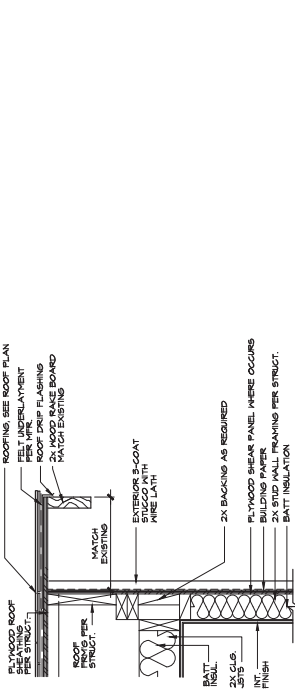 ROOFING, SEE ROOF PLAN
FELT UNDERLAYMENT
PER MFR.
ROOF DRIP FLASHING
2x WOOD RAKE BOARD
MATCH EXISTING
PLYWOOD ROOF
SHEATHING
PER STRUCT.
ROOF
FRMG PER
STRUCT.
MATCH
EXISTING
EXTERIOR 3-COAT
STUCCO WITH
WIRE LATH
2X BACKING AS REQUIRED
PLYWOOD SHEAR PANEL WHERE OCCURS
BUILDING PAPER
2X STUD WALL FRAMING PER STRUCT.
BATT INSULATION
BATT
INSUL.
2X CLG.
JSTS
INT.
FINISH